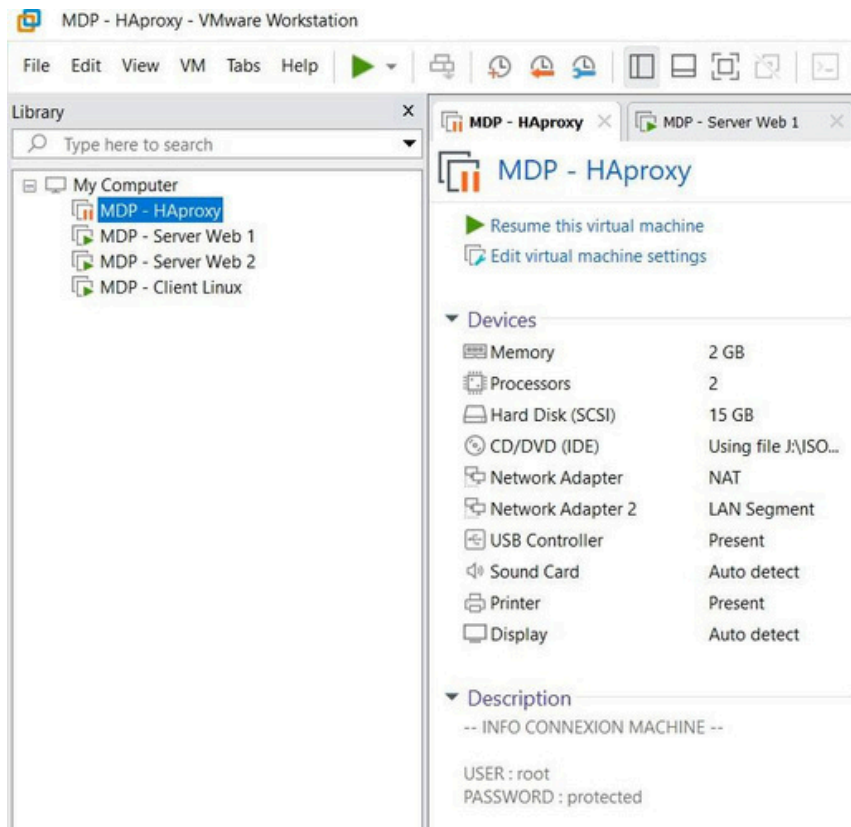 MDP - HAproxy - VMware Workstation
File Edit View VM Tabs Help
Library X
Type here to search
My Computer
MDP - HAproxy
MDP - Server Web 1
MDP - Server Web 2
MDP - Client Linux
MDP - HAproxy MDP - Server Web 1
MDP - HAproxy
Resume this virtual machine
Edit virtual machine settings
Devices
Memory 2 GB
Processors 2
Hard Disk (SCSI) 15 GB
CD/DVD (IDE) Using file J:\ISO...
Network Adapter NAT
Network Adapter 2 LAN Segment
USB Controller Present
Sound Card Auto detect
Printer Present
Display Auto detect
Description
-- INFO CONNEXION MACHINE --
USER : root
PASSWORD : protected